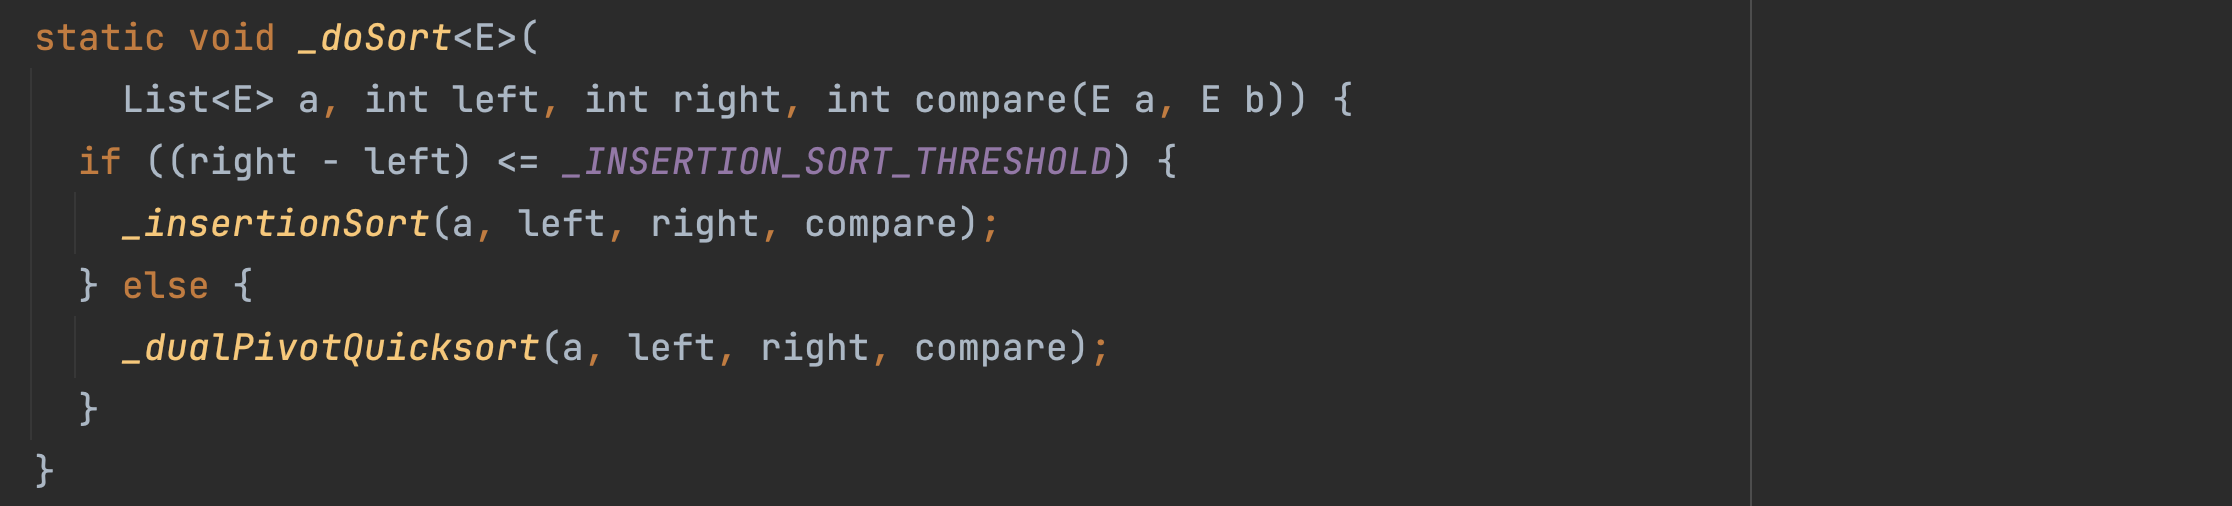 static void _doSort<E>(
List<E> a, int left, int right, int compare(E a, E b)) {
if ((right - left) <= _INSERTION_SORT_THRESHOLD) {
_insertionSort(a, left, right, compare);
} else {
_dualPivotQuicksort(a, left, right, compare);
}
}